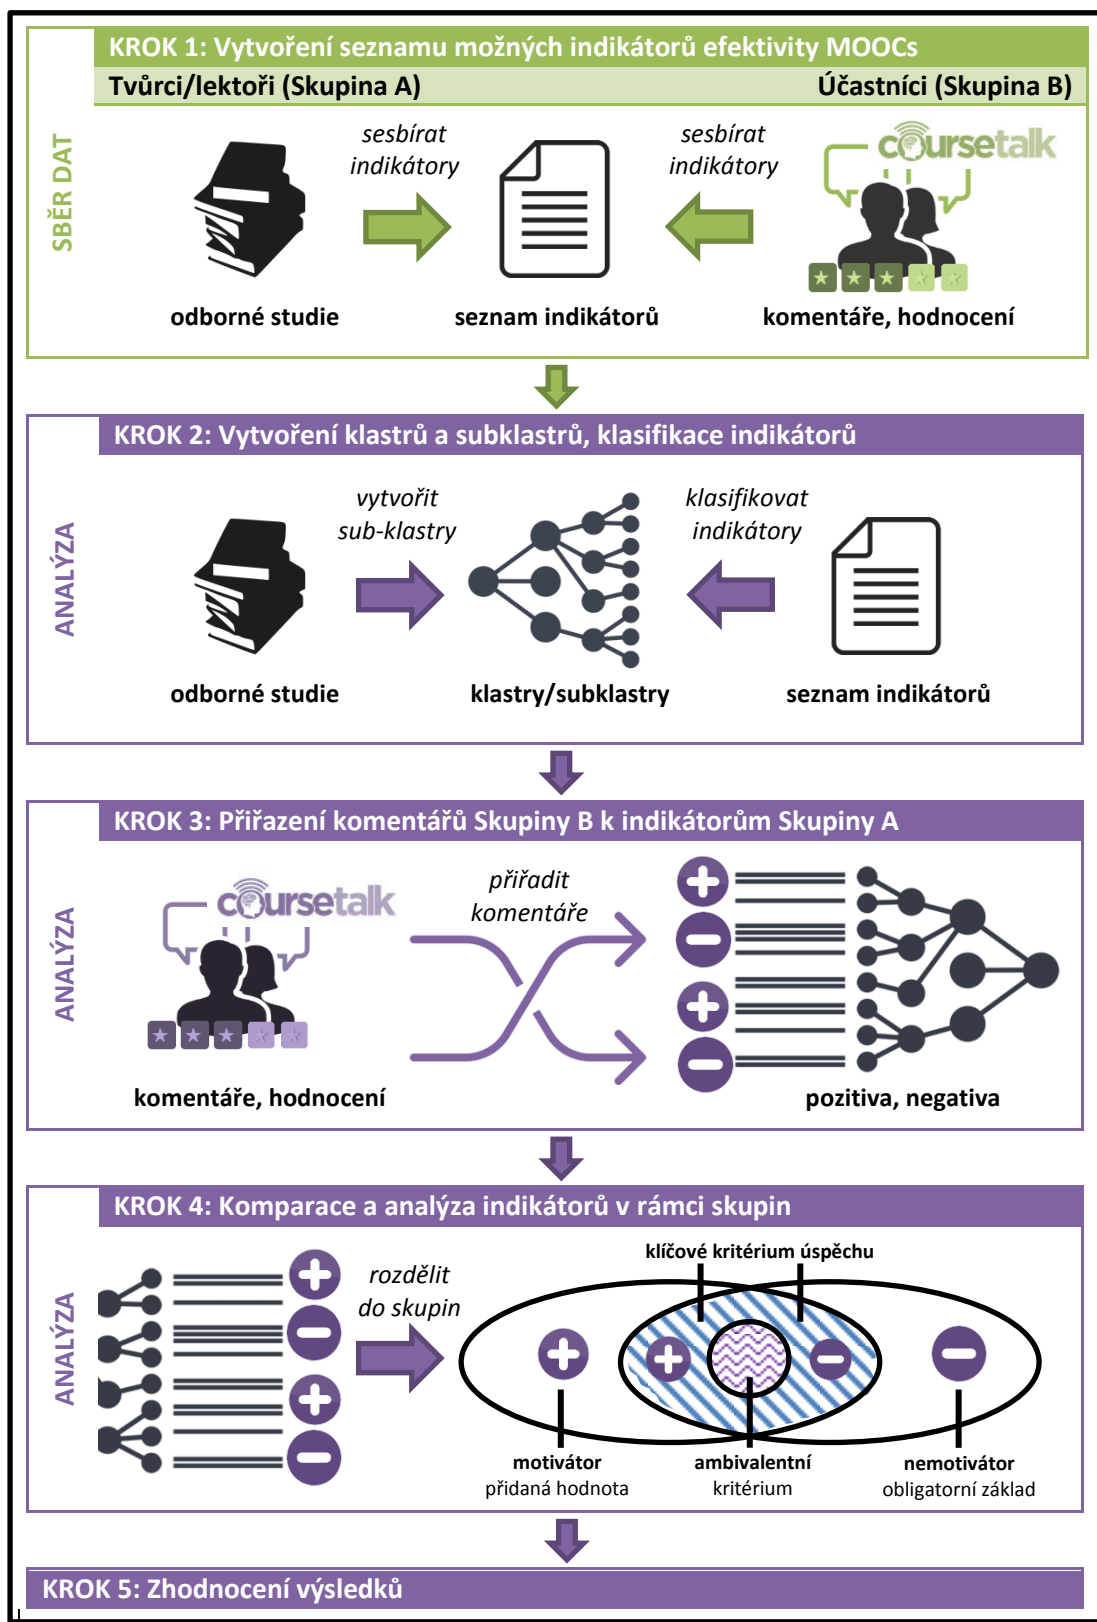 KROK 1: Vytvoření seznamu možných indikátorů efektivity MOOCs
Tvůrci/lektoři (Skupina A)
Účastníci (Skupina B)
SBĚR DAT
sesbírat
indikátory
sesbírat
indikátory
coursetalk
odborné studie
seznam indikátorů
komentáře, hodnocení
KROK 2: Vytvoření klastrů a subklastrů, klasifikace indikátorů
ANALÝZA
vytvořit
sub-klastry
klasifikovat
indikátory
odborné studie
klastry/subklastry
seznam indikátorů
KROK 3: Přiřazení komentářů Skupiny B k indikátorům Skupiny A
ANALÝZA
coursetalk
přiřadit
komentáře
komentáře, hodnocení
pozitiva, negativa
KROK 4: Komparace a analýza indikátorů v rámci skupin
ANALÝZA
rozdělit
do skupin
klíčové kritérium úspěchu
motivátor
přidaná hodnota
ambivalentní
kritérium
nemotivátor
obligatorní základ
KROK 5: Zhodnocení výsledků